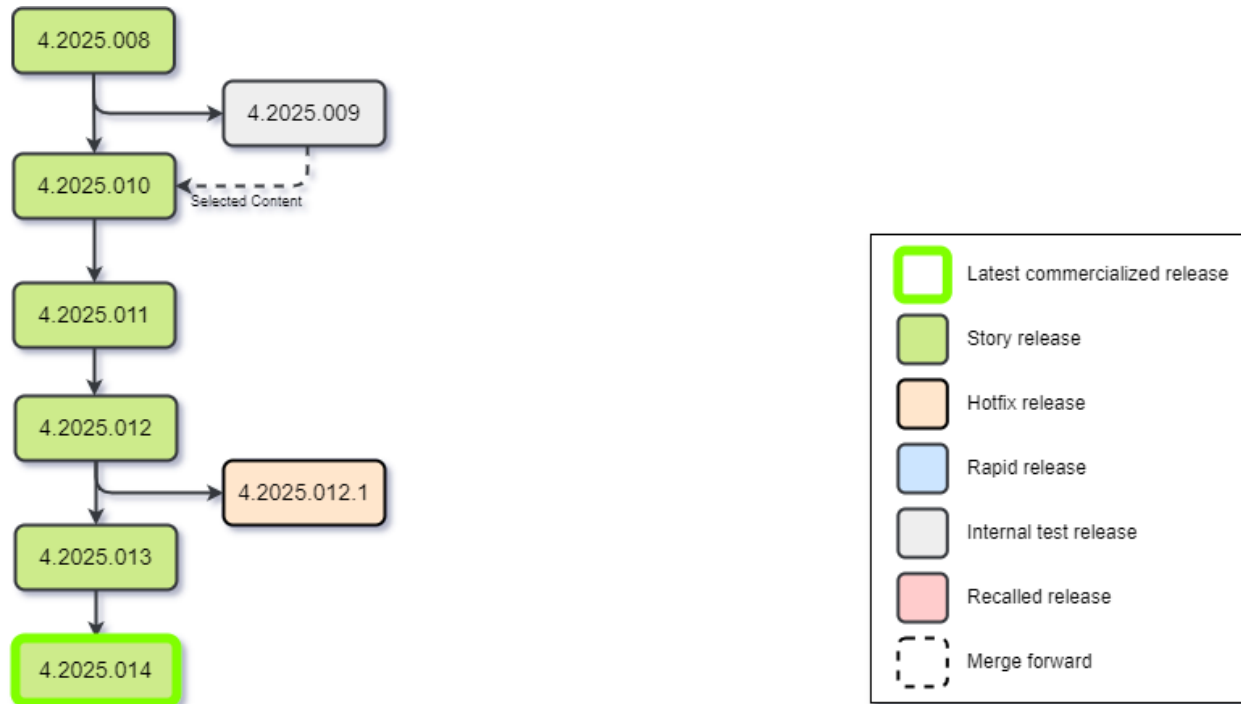 4.2025.008
4.2025.009
4.2025.010
Selected Content
4.2025.011
4.2025.012
4.2025.012.1
4.2025.013
4.2025.014
Latest commercialized release
Story release
Hotfix release
Rapid release
Internal test release
Recalled release
Merge forward